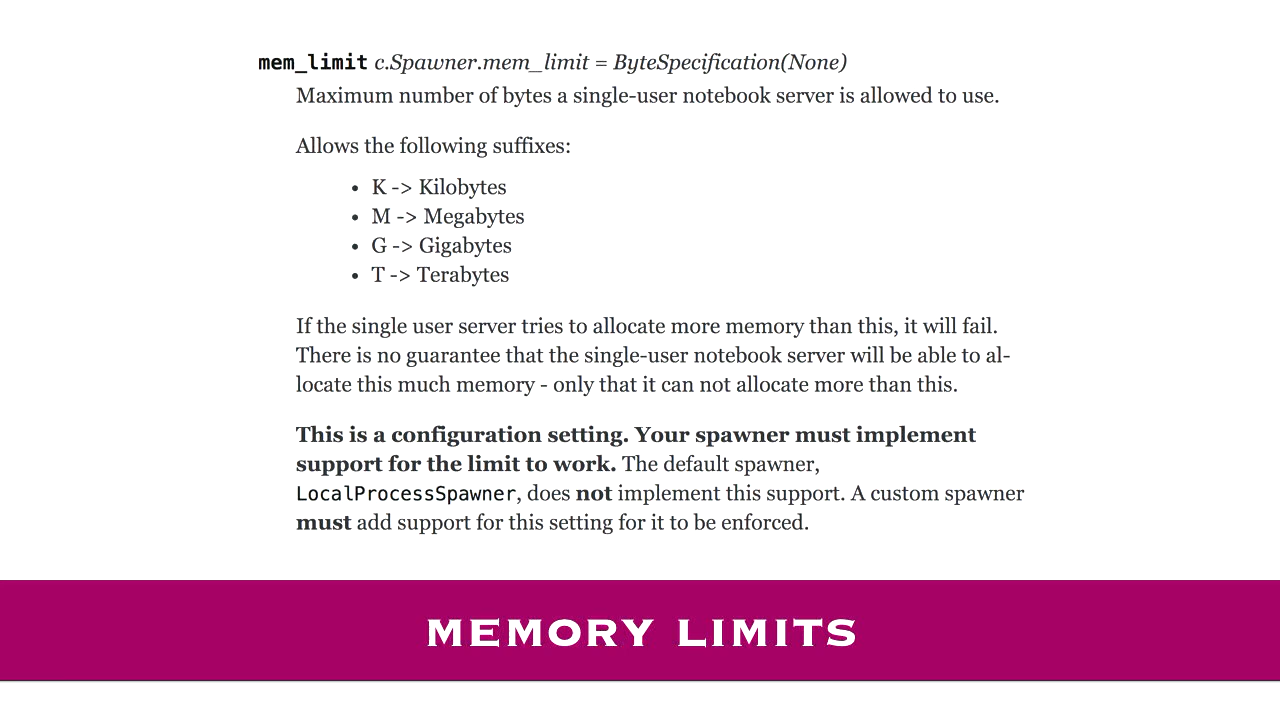 mem_limit c.Spawner.mem_limit = ByteSpecification(None)
Maximum number of bytes a single-user notebook server is allowed to use.
Allows the following suffixes:
• K -> Kilobytes
• M -> Megabytes
• G -> Gigabytes
• T -> Terabytes
If the single user server tries to allocate more memory than this, it will fail.
There is no guarantee that the single-user notebook server will be able to al-
locate this much memory - only that it can not allocate more than this.
This is a configuration setting. Your spawner must implement
support for the limit to work. The default spawner,
LocalProcessSpawner, does not implement this support. A custom spawner
must add support for this setting for it to be enforced.
MEMORY LIMITS